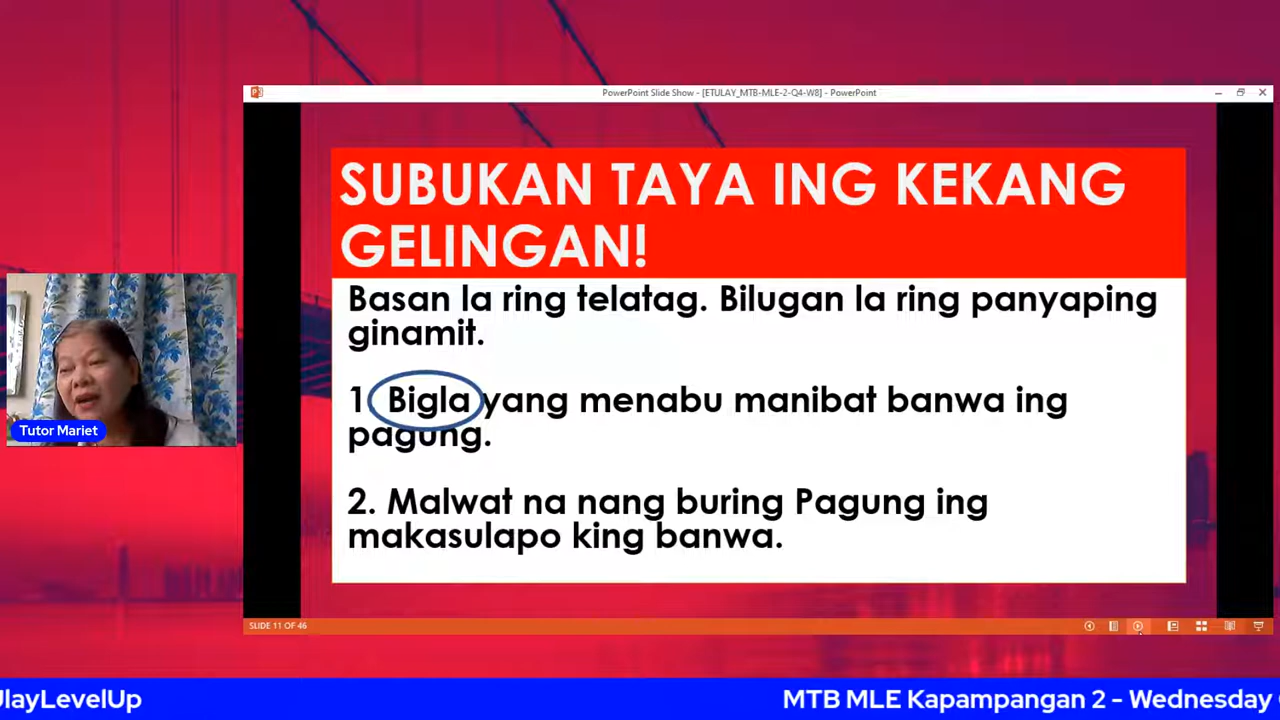 PowerPoint Slide Show - [ETULAY_MTB-MLE-2-Q4-W8] - PowerPoint
SUBUKAN TAYA ING KEKANG
GELINGAN!
Basan la ring telatag. Bilugan la ring panyaping
ginamit.
1 Bigla yang menabu manibat banwa ing
pagung.
2. Malwat na nang buring Pagung ing
makasulapo king banwa.
Tutor Mariet
SLIDE 11 OF 46
UlayLevelUp
MTB MLE Kapampangan 2 - Wednesday